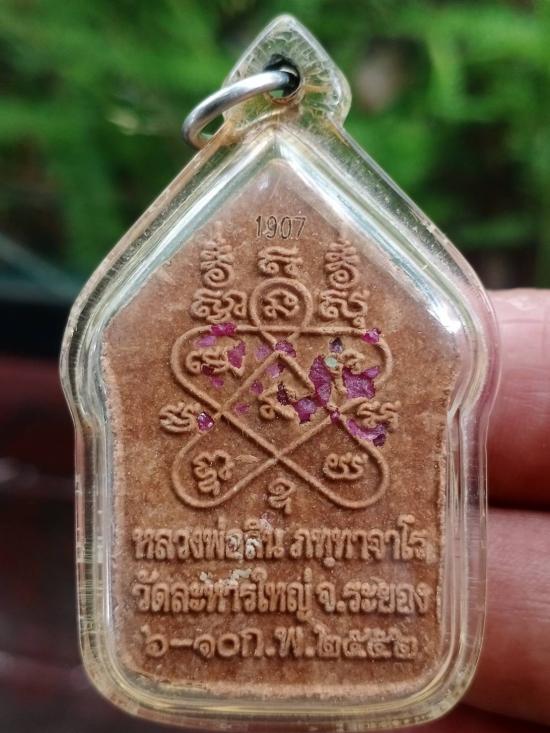 1907
หลวงพ่อสิน ภทฺทาจาโร
วัดละหารใหญ่ จ.ระยอง
๖-๑๐ก.พ.๒๕๕๒